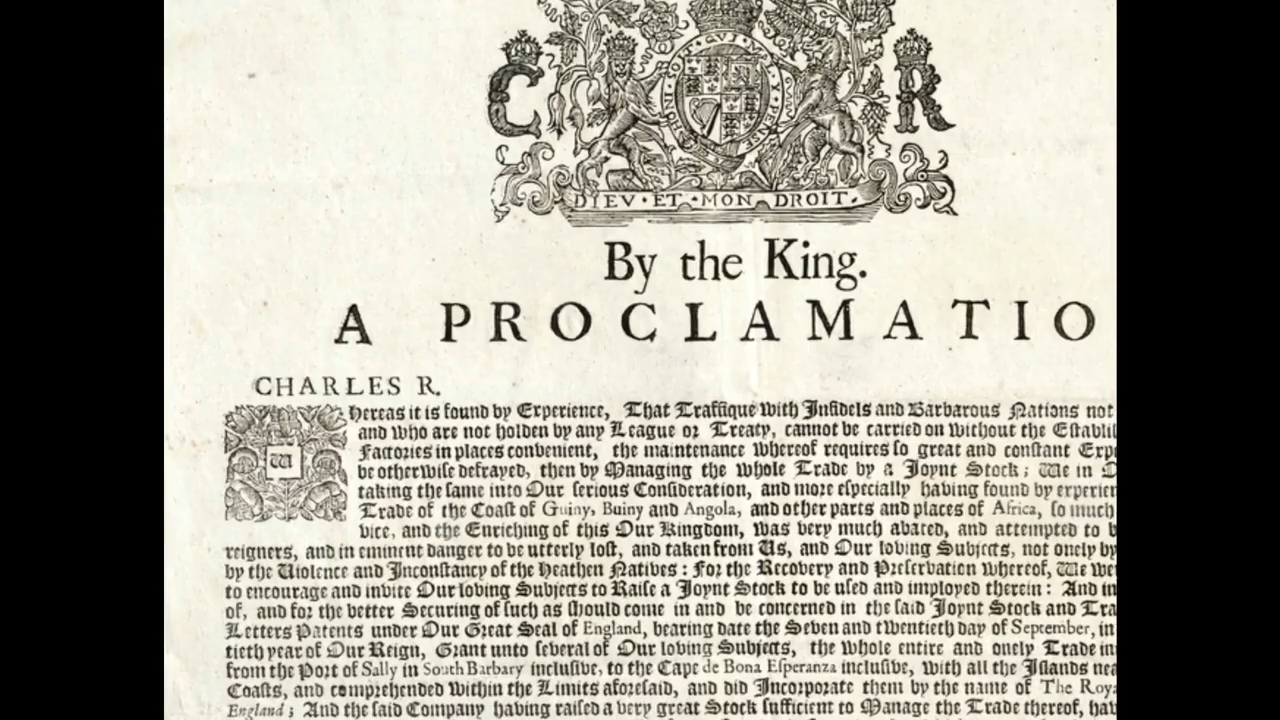 C R
DIEV·ET·MON DROIT.
By the King.
A PROCLAMATIO
CHARLES R.
Whereas it is found by Experience, That Traffique with Infidels and Barbarous Nations not
and who are not holden by any League or Treaty, cannot be carried on without the Establi
Factories in places convenient, the maintenance whereof requires so great and constant Exp
be otherwise defrayed, then by Managing the whole Trade by a Joynt Stock; We in O
taking the same into Our serious Consideration, and more especially having found by experien
Trade of the Coast of Guiny, Buiny and Angola, and other parts and places of Africa, so much
vice, and the Enriching of this Our Kingdom, was very much abated, and attempted to b
reigners, and in eminent danger to be utterly lost, and taken from Us, and Our loving Subjects, not onely by
by the Violence and Inconstancy of the Heathen Natives: For the Recovery and Preservation whereof, We we
to encourage and invite Our loving Subjects to Raise a Joynt Stock to be used and imployed therein: And in
of, and for the better Securing of such as should come in and be concerned in the said Joynt Stock and Tra
Letters Patents under Our Great Seal of England, bearing date the Seven and twentieth day of September, in
tieth year of Our Reign, Grant unto several of Our loving Subjects, the whole entire and onely Trade in
from the Port of Sally in South Barbary inclusive, to the Cape de Bona Esperanza inclusive, with all the Islands nea
Coasts, and comprehended within the Limits aforesaid, and did Incorporate them by the name of The Roya
England; And the said Company having raised a very great Stock sufficient to Manage the Trade thereof, hav